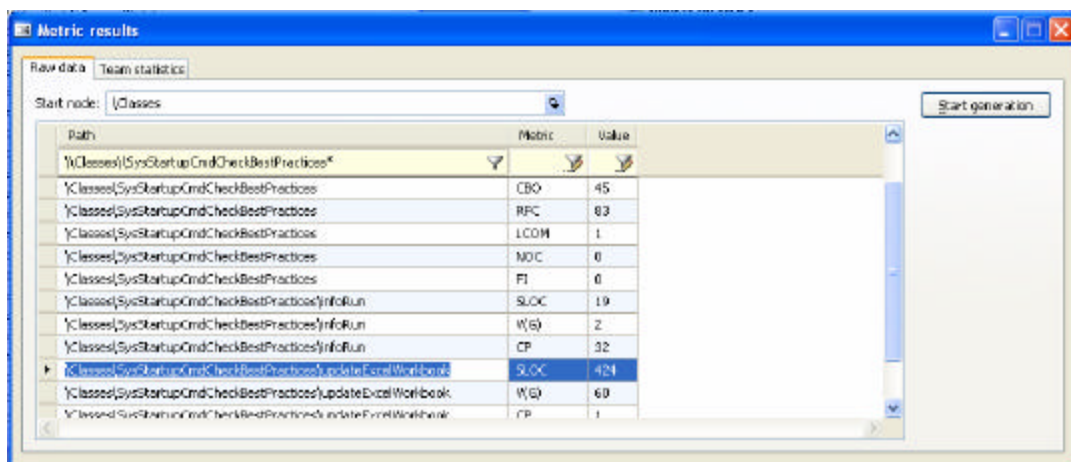 Metric results
Raw data Team statistics
Start node: \Classes
Start generation
Path Metric Value
\\Classes\\SysStartupCmdCheckBestPractices*
\Classes\SysStartupCmdCheckBestPractices CBO 45
\Classes\SysStartupCmdCheckBestPractices RFC 83
\Classes\SysStartupCmdCheckBestPractices LCOM 1
\Classes\SysStartupCmdCheckBestPractices NOC 0
\Classes\SysStartupCmdCheckBestPractices FI 0
\Classes\SysStartupCmdCheckBestPractices\infoRun SLOC 19
\Classes\SysStartupCmdCheckBestPractices\infoRun V(G) 2
\Classes\SysStartupCmdCheckBestPractices\infoRun CP 32
\Classes\SysStartupCmdCheckBestPractices\updateExcelWorkbook SLOC 424
\Classes\SysStartupCmdCheckBestPractices\updateExcelWorkbook V(G) 60
\Classes\SysStartupCmdCheckBestPractices\updateExcelWorkbook CP 1